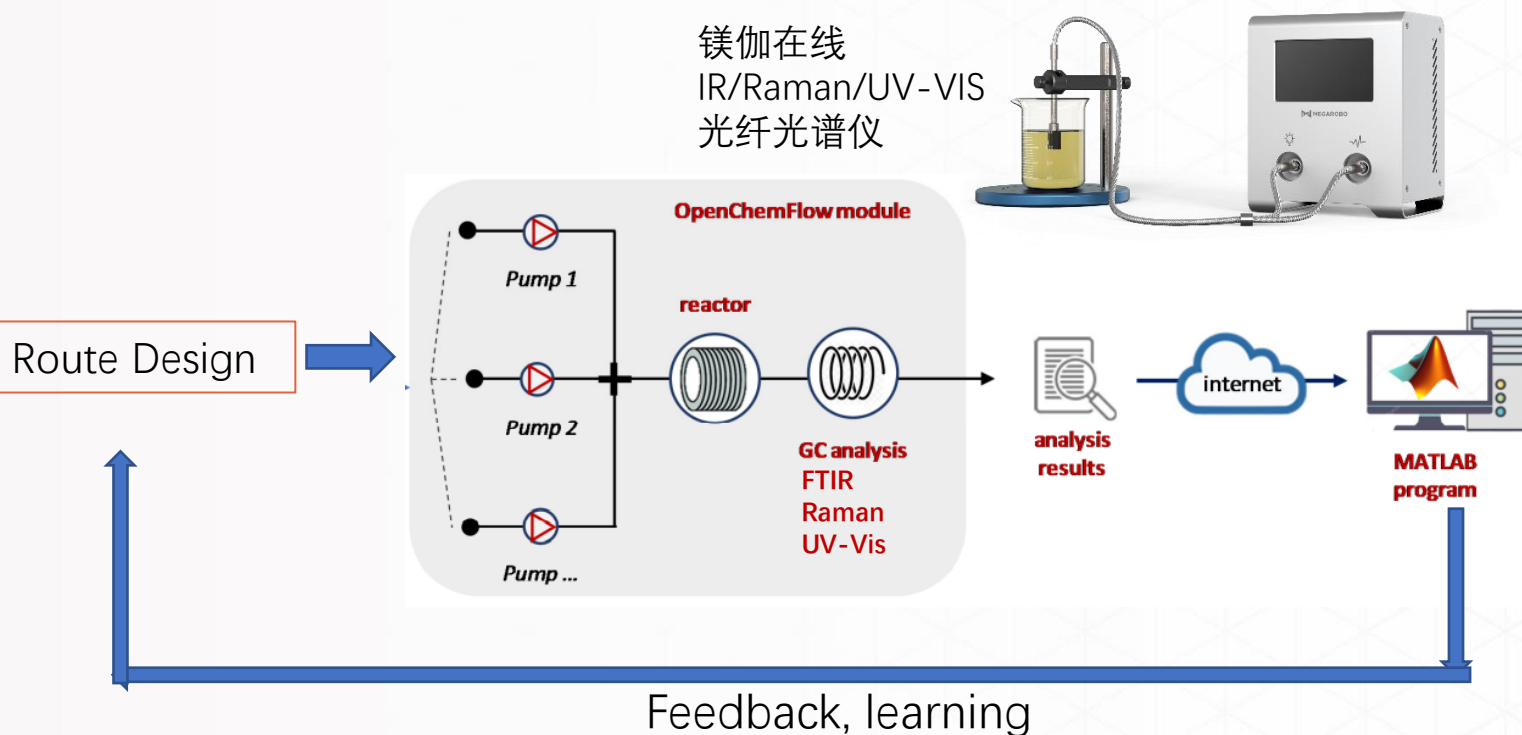 镁伽在线
IR/Raman/UV-VIS
光纤光谱仪
MEGAROBO
OpenChemFlow module
Pump 1
Pump 2
Pump ...
reactor
GC analysis
FTIR
Raman
UV-Vis
Route Design
analysis
results
internet
MATLAB
program
Feedback, learning